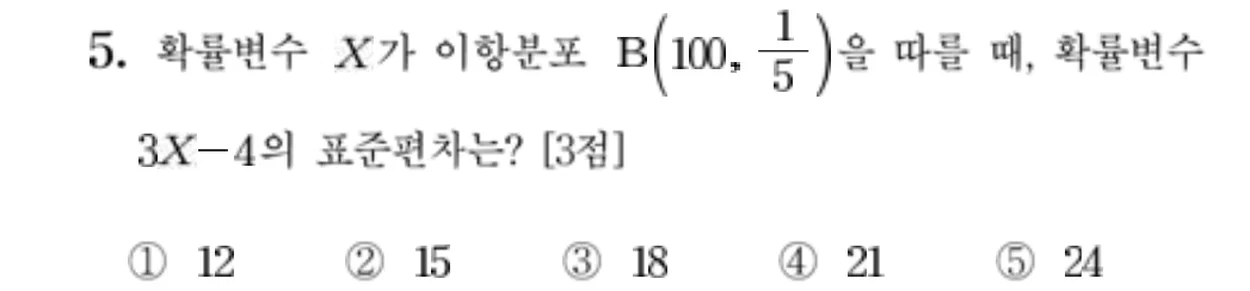 5. 확률변수 X가 이항분포 B(100, 1/5)을 따를 때, 확률변수
3X-4의 표준편차는? [3점]
① 12 ② 15 ③ 18 ④ 21 ⑤ 24